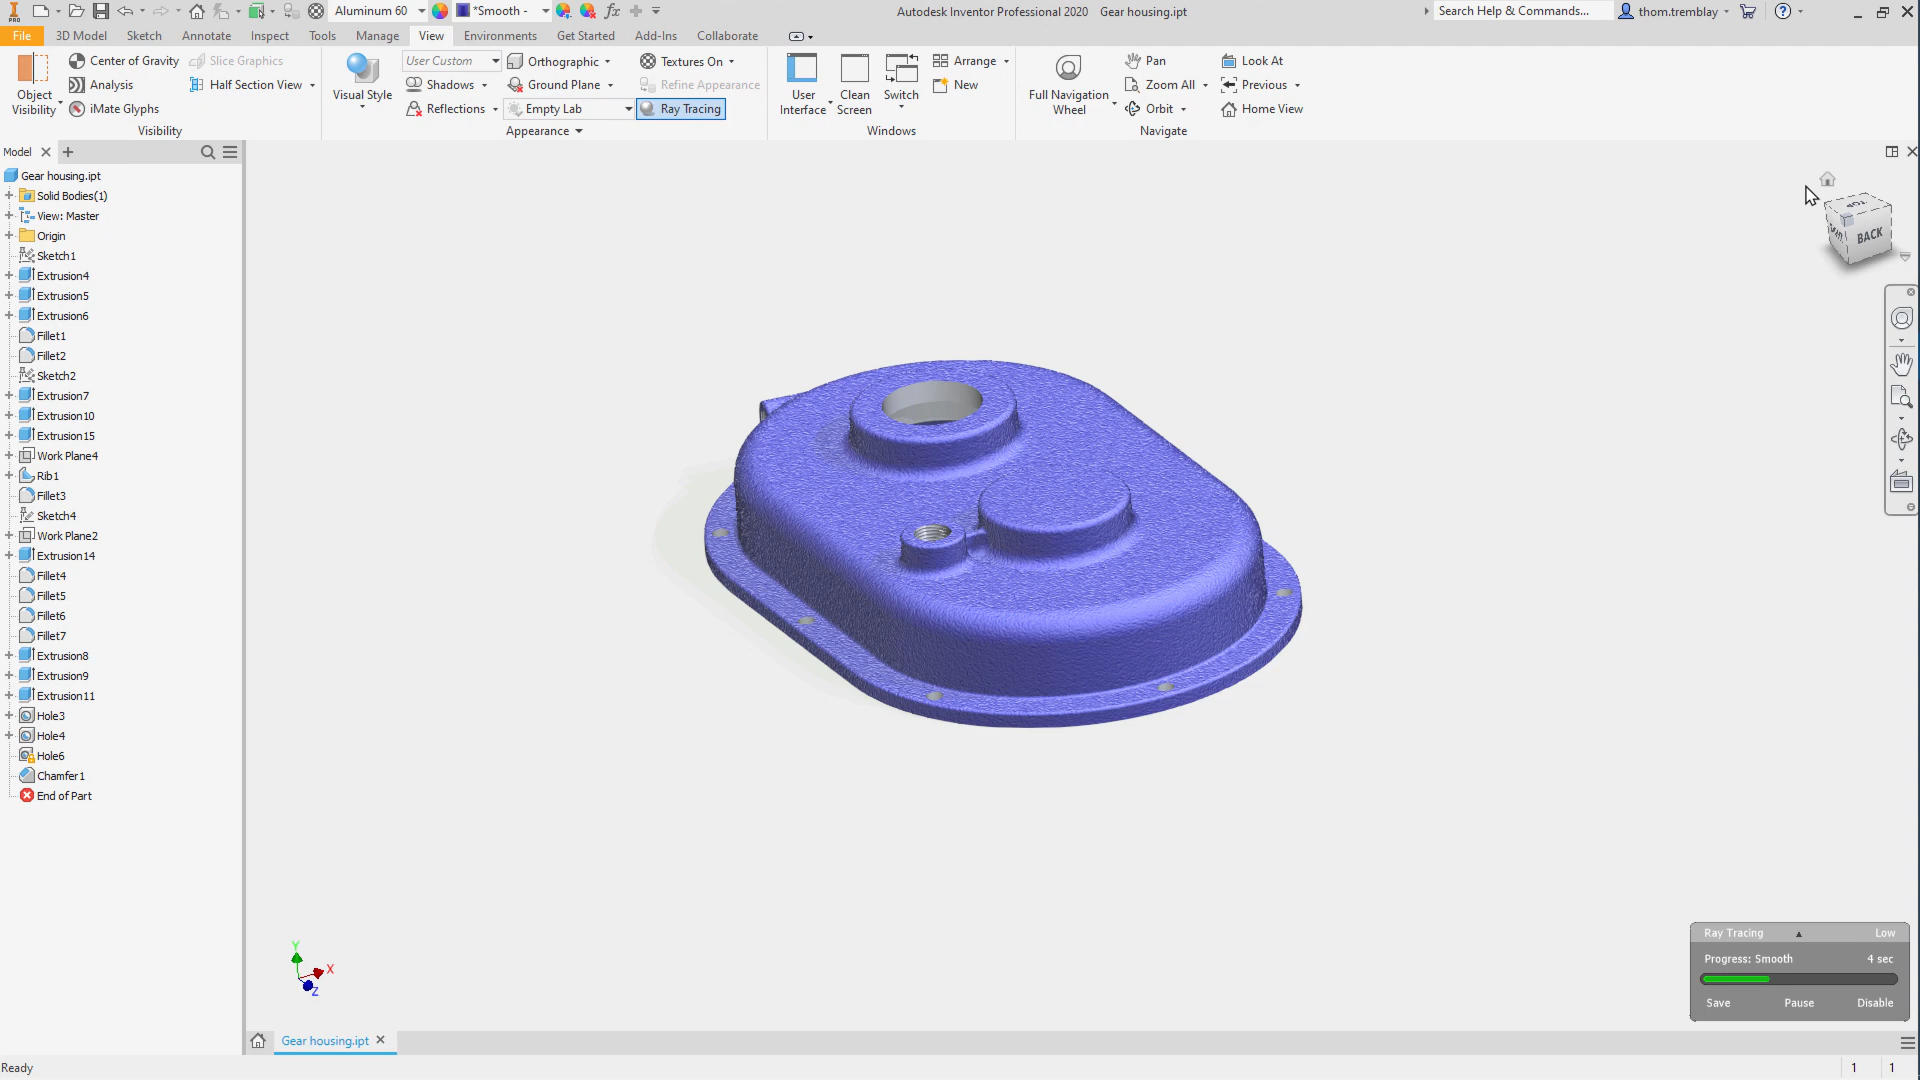 PRO
Aluminum 60
*Smooth -
fx
Autodesk Inventor Professional 2020   Gear housing.ipt
Search Help & Commands...
thom.tremblay
File
3D Model
Sketch
Annotate
Inspect
Tools
Manage
View
Environments
Get Started
Add-Ins
Collaborate
Object
Visibility
Center of Gravity
Analysis
iMate Glyphs
Slice Graphics
Half Section View
Visibility
Visual Style
User Custom
Shadows
Reflections
Orthographic
Ground Plane
Empty Lab
Textures On
Refine Appearance
Ray Tracing
Appearance
User
Interface
Clean
Screen
Switch
Arrange
New
Windows
Full Navigation
Wheel
Pan
Zoom All
Orbit
Look At
Previous
Home View
Navigate
Model
Gear housing.ipt
Solid Bodies(1)
View: Master
Origin
Sketch1
Extrusion4
Extrusion5
Extrusion6
Fillet1
Fillet2
Sketch2
Extrusion7
Extrusion10
Extrusion15
Work Plane4
Rib1
Fillet3
Sketch4
Work Plane2
Extrusion14
Fillet4
Fillet5
Fillet6
Fillet7
Extrusion8
Extrusion9
Extrusion11
Hole3
Hole4
Hole6
Chamfer1
End of Part
TOP
BACK
Y
X
Z
Ray Tracing
Low
Progress: Smooth
4 sec
Save
Pause
Disable
Gear housing.ipt
Ready
1
1